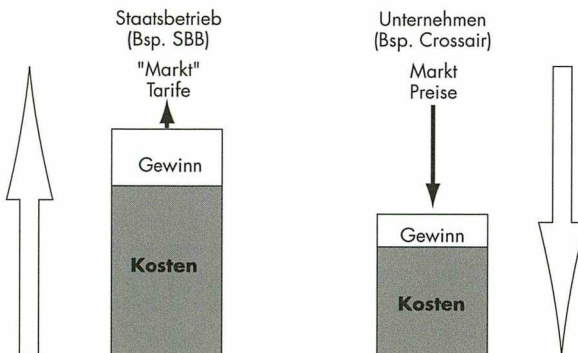 Staatsbetrieb
(Bsp. SBB)
"Markt"
Tarife
Gewinn
Kosten
Unternehmen
(Bsp. Crossair)
Markt
Preise
Gewinn
Kosten